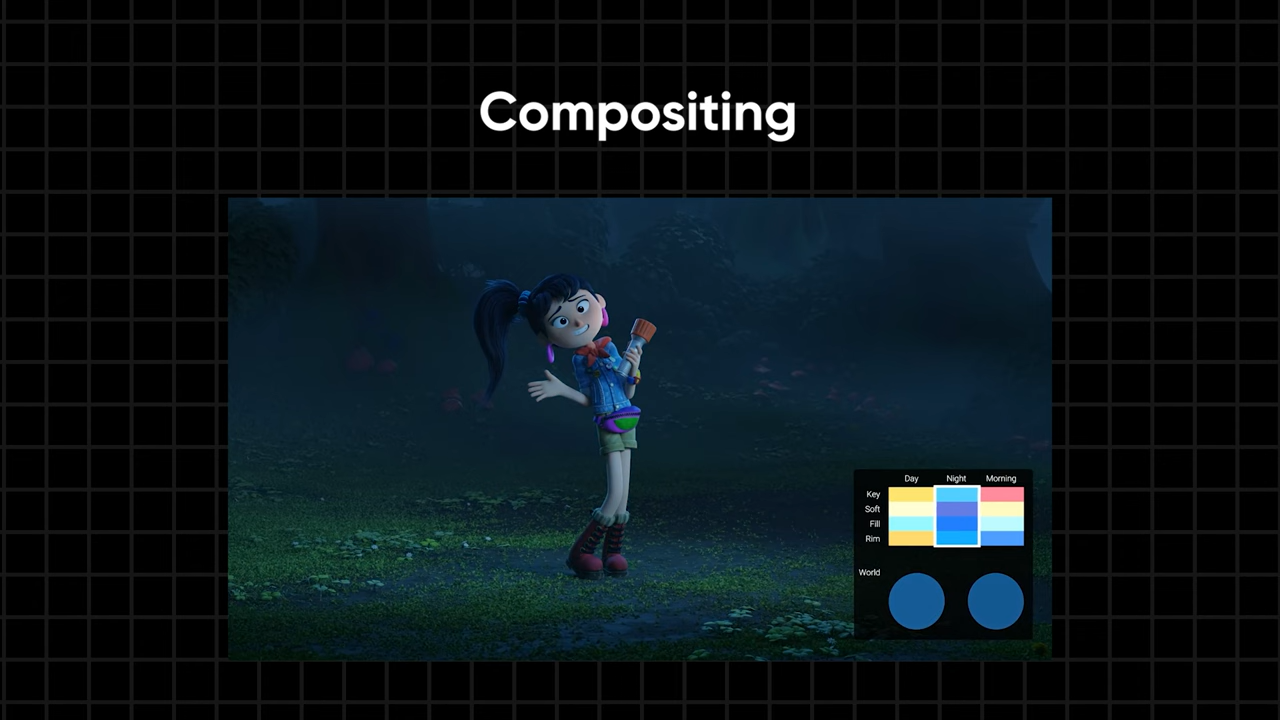 Compositing
Day Night Morning
Key
Soft
Fill
Rim
World